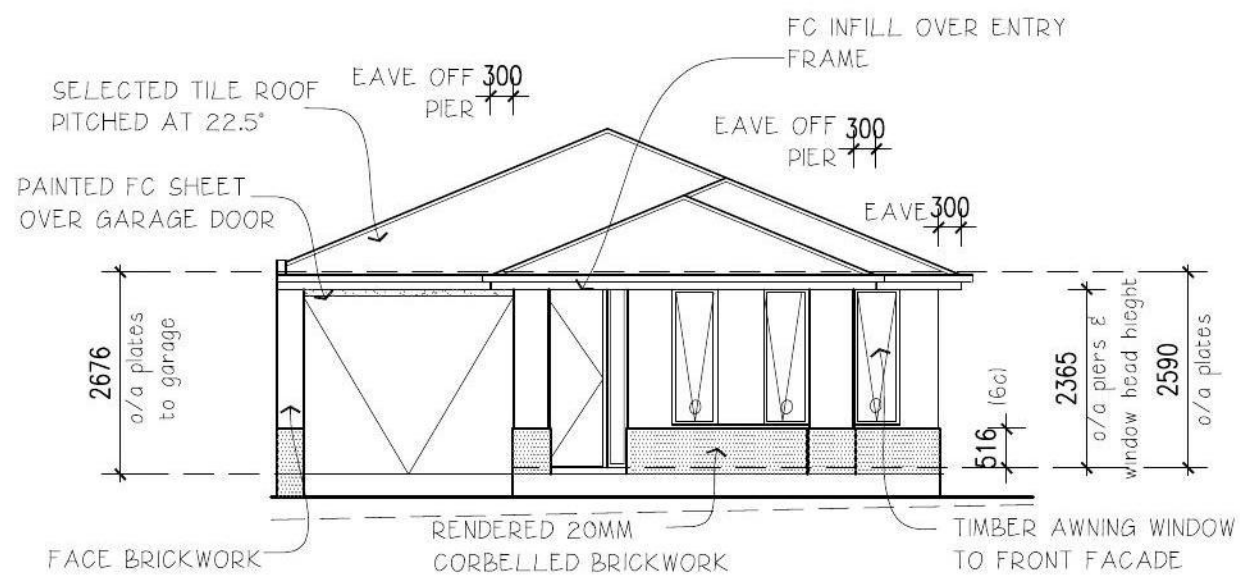 FC INFILL OVER ENTRY
FRAME
EAVE OFF 300
PIER
SELECTED TILE ROOF
PITCHED AT 22.5°
EAVE OFF 300
PIER
PAINTED FC SHEET
OVER GARAGE DOOR
EAVE 300
2676
o/a plates
to garage
516 (6c)
2365
o/a piers &
window head hieght
2590
o/a plates
FACE BRICKWORK
RENDERED 20MM
CORBELLED BRICKWORK
TIMBER AWNING WINDOW
TO FRONT FACADE